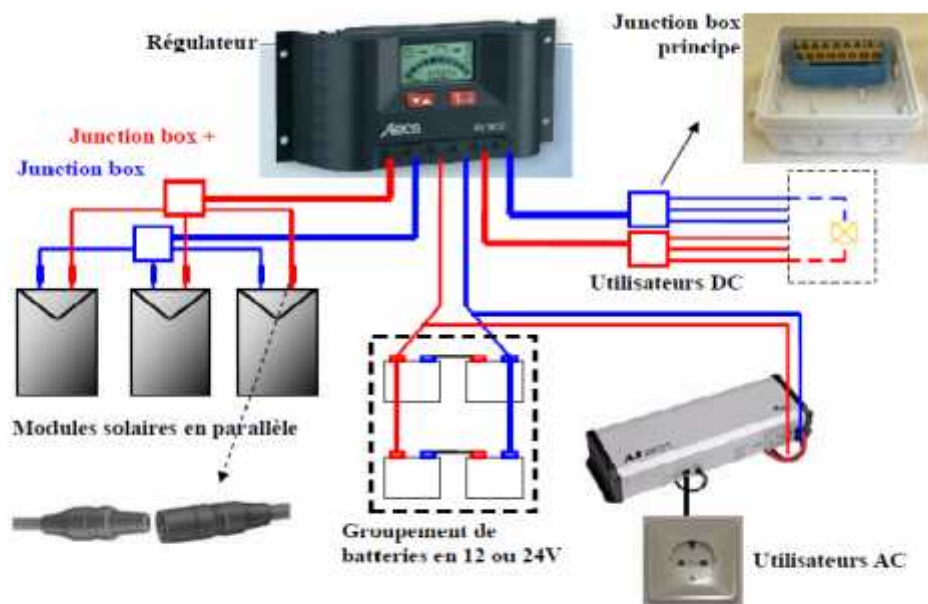 Régulateur
Junction box
principe
Junction box +
Junction box
Utilisateurs DC
Modules solaires en parallèle
Groupement de
batteries en 12 ou 24V
Utilisateurs AC